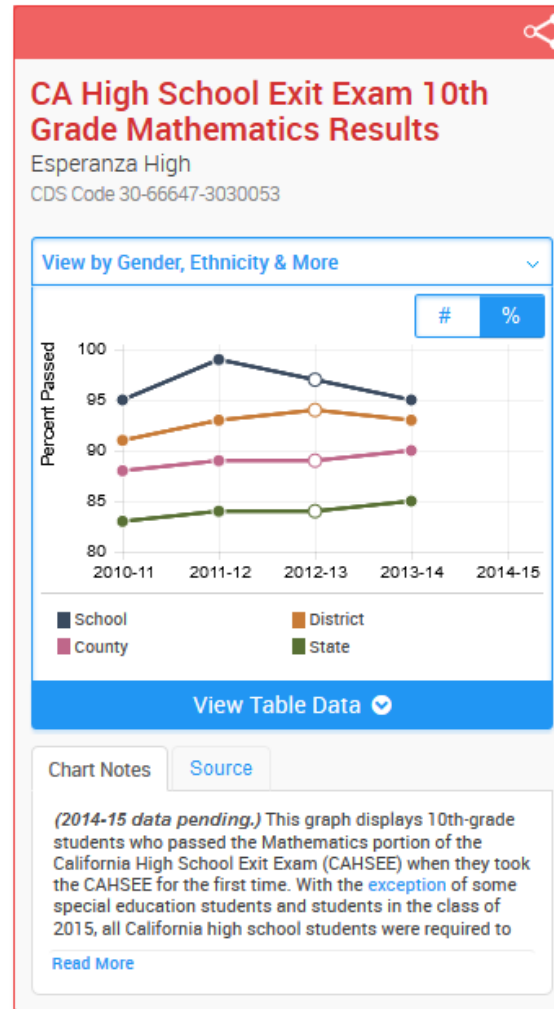 CA High School Exit Exam 10th
Grade Mathematics Results
Esperanza High
CDS Code 30-66647-3030053
View by Gender, Ethnicity & More
# %
Percent Passed
100
95
90
85
80
2010-11 2011-12 2012-13 2013-14 2014-15
School District
County State
View Table Data
Chart Notes Source
(2014-15 data pending.) This graph displays 10th-grade
students who passed the Mathematics portion of the
California High School Exit Exam (CAHSEE) when they took
the CAHSEE for the first time. With the exception of some
special education students and students in the class of
2015, all California high school students were required to
Read More